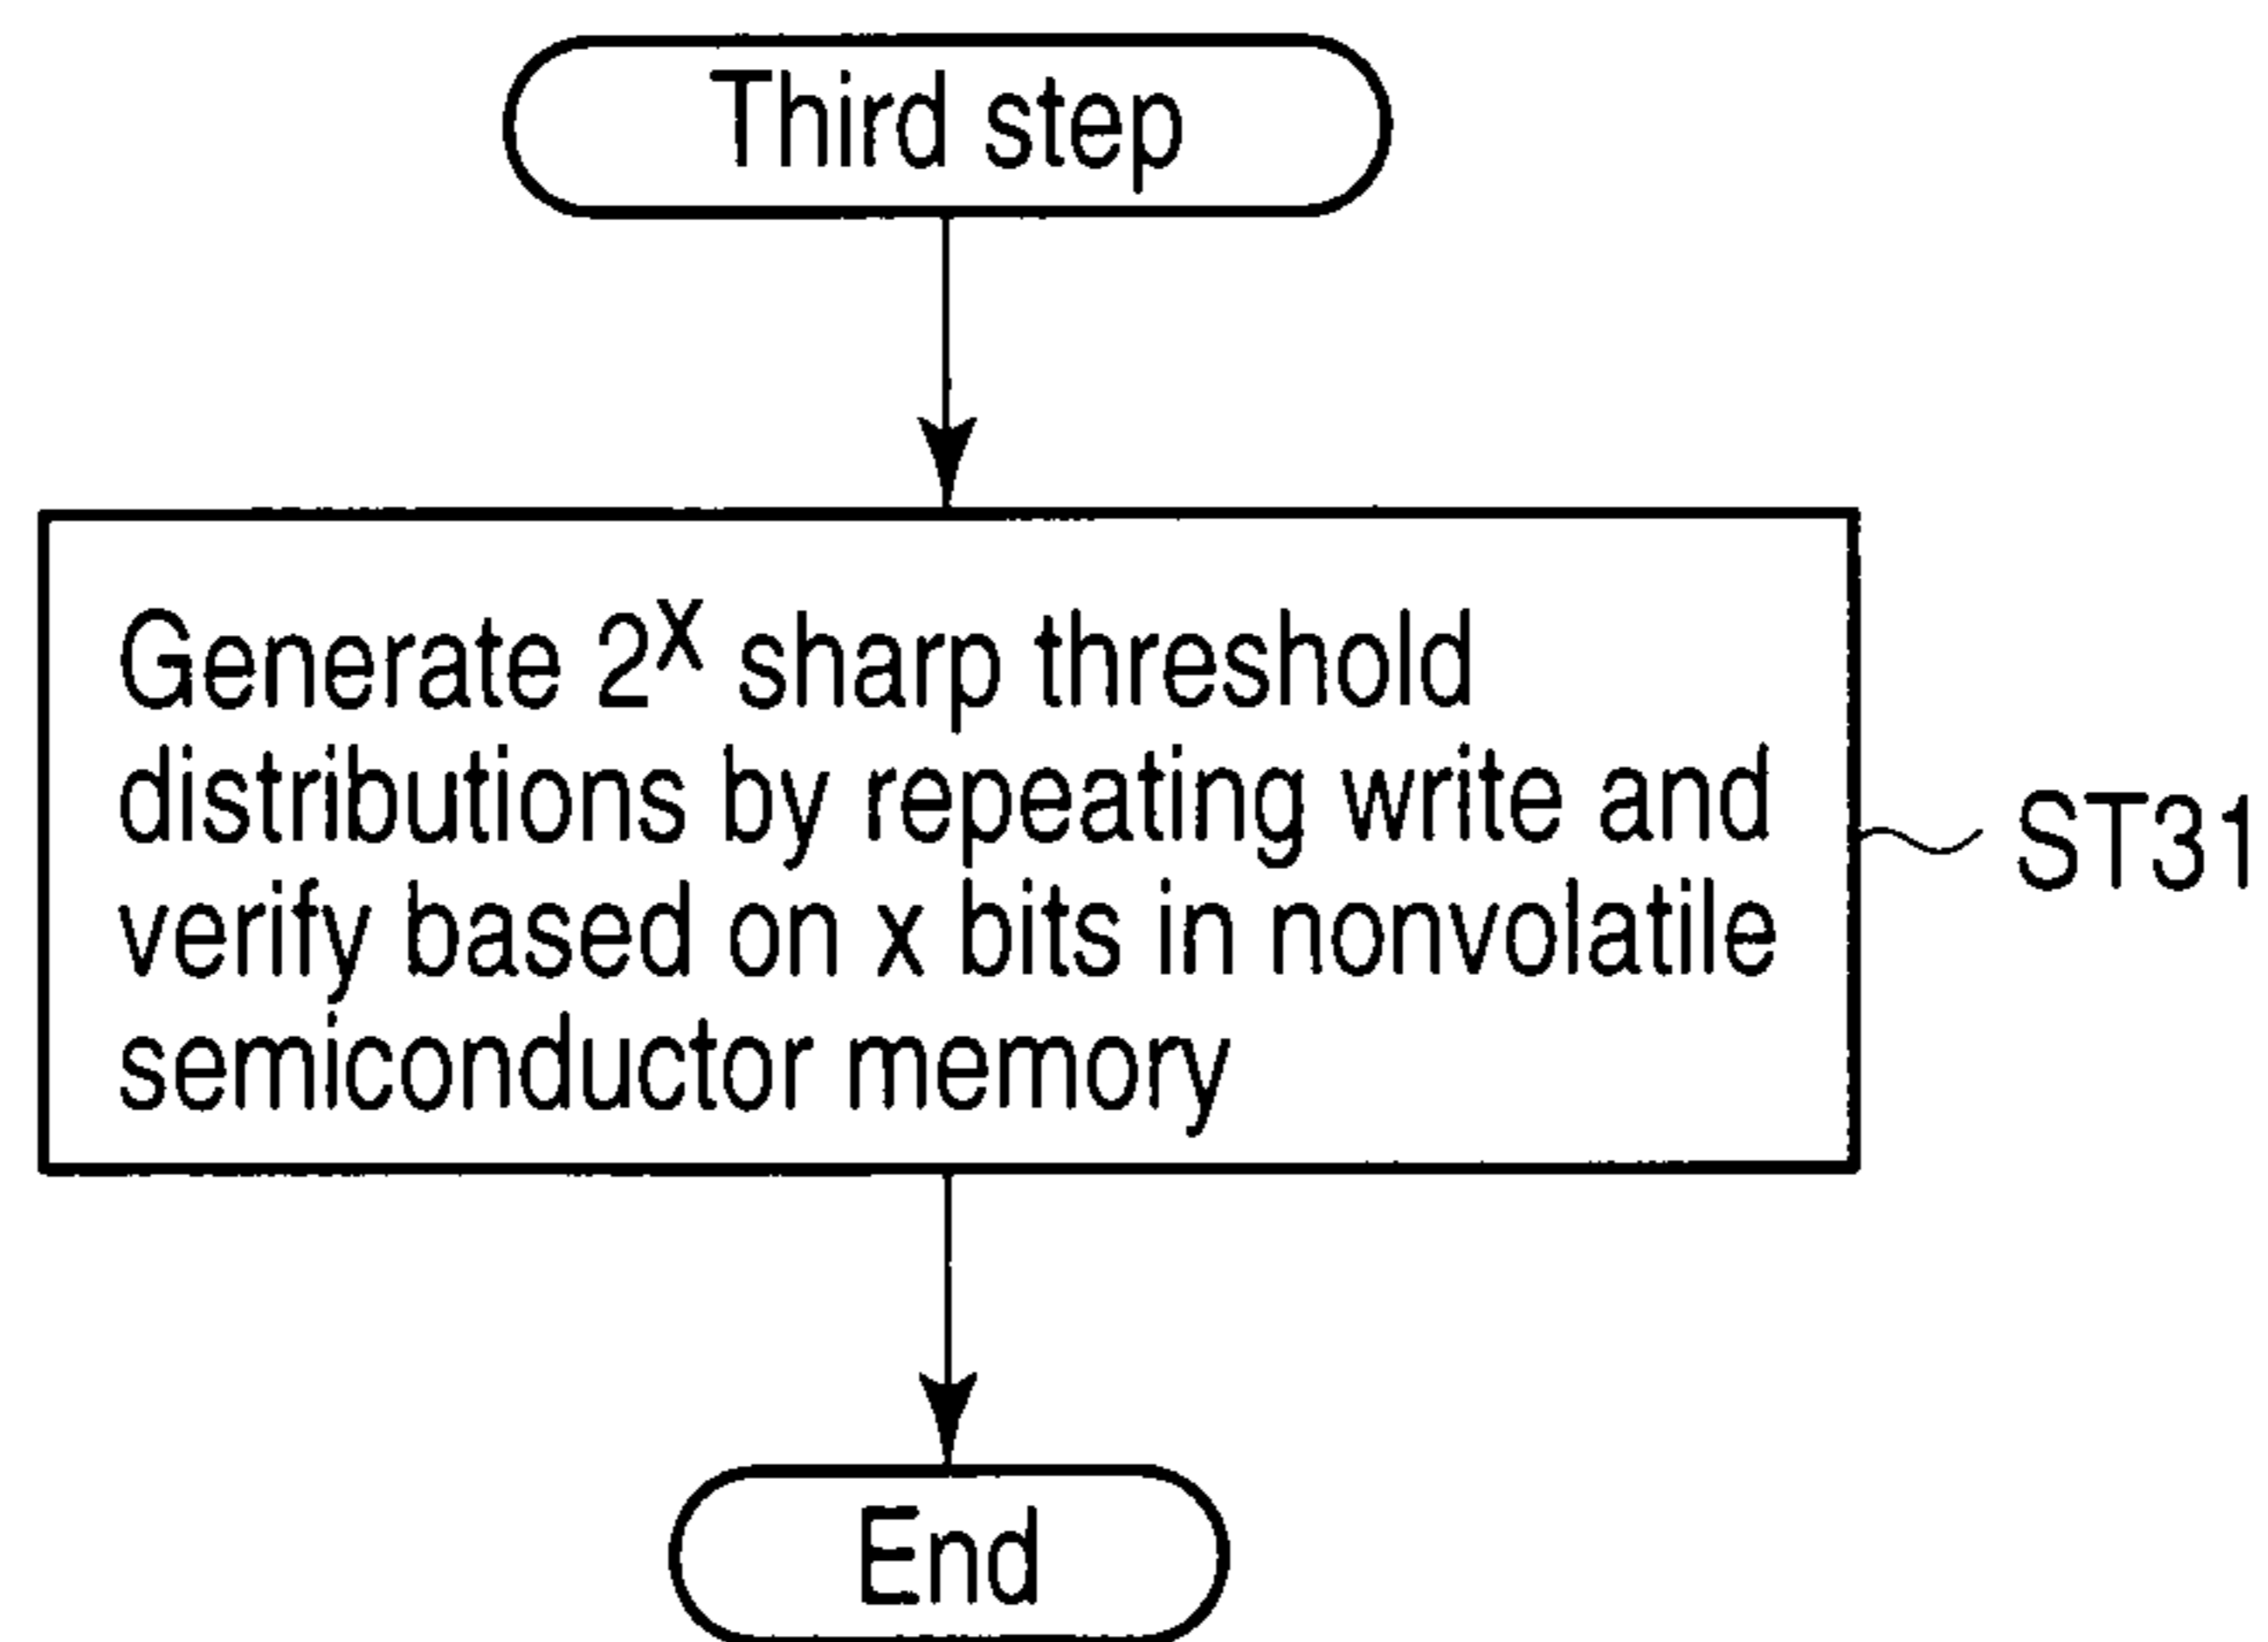 Third step
Generate 2^X sharp threshold
distributions by repeating write and
verify based on x bits in nonvolatile
semiconductor memory
ST31
End